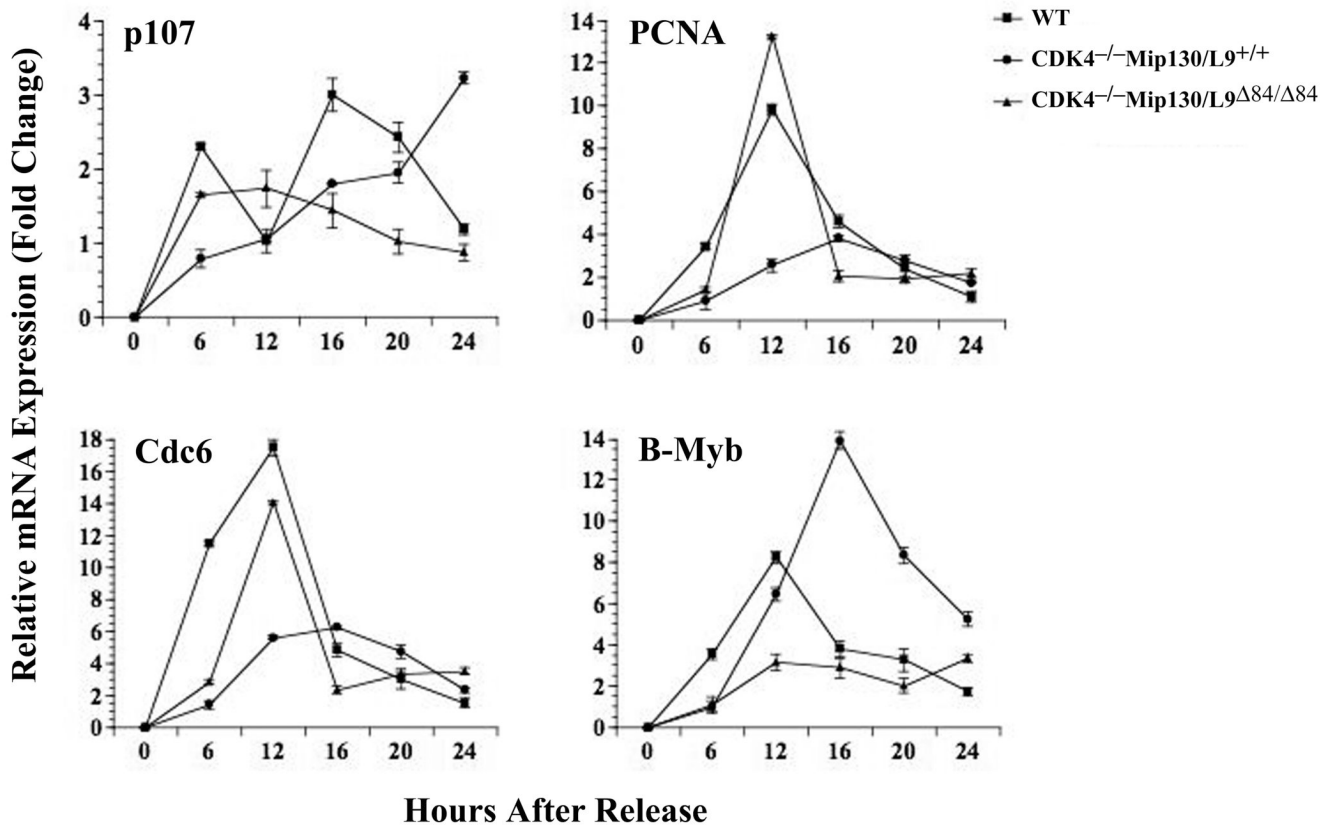 Relative mRNA Expression (Fold Change)
p107
4
3
2
1
0
0 6 12 16 20 24
PCNA
14
12
10
8
6
4
2
0
0 6 12 16 20 24
WT
CDK4−/−Mip130/L9+/+
CDK4−/−Mip130/L9Δ84/Δ84
Cdc6
18
16
14
12
10
8
6
4
2
0
0 6 12 16 20 24
B-Myb
14
12
10
8
6
4
2
0
0 6 12 16 20 24
Hours After Release